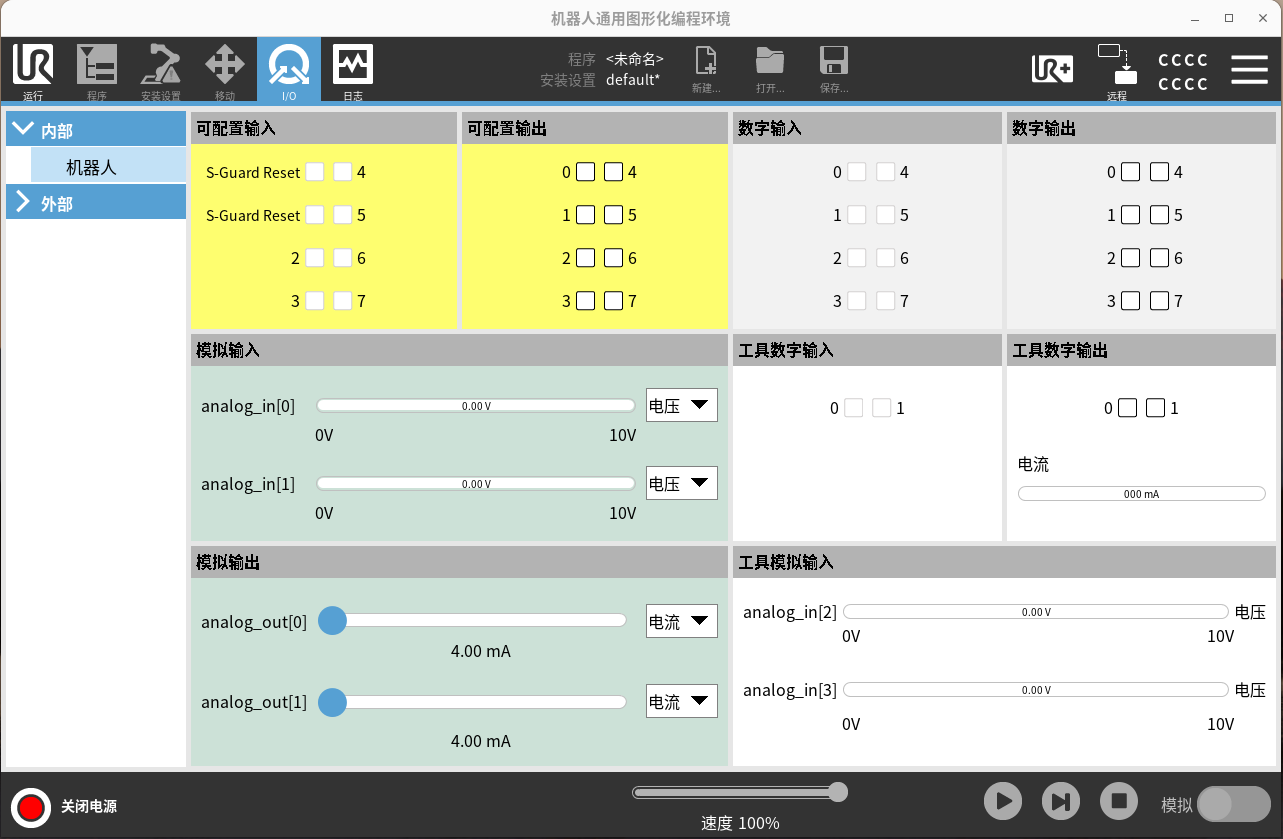 机器人通用图形化编程环境
UR
运行
程序
安装设置
移动
I/O
日志
程序 <未命名>
安装设置 default*
新建...
打开...
保存...
UR+
远程
CCCC
CCCC
内部
机器人
外部
可配置输入
S-Guard Reset 4
S-Guard Reset 5
2 6
3 7
可配置输出
0 4
1 5
2 6
3 7
数字输入
0 4
1 5
2 6
3 7
数字输出
0 4
1 5
2 6
3 7
模拟输入
analog_in[0] 0.00 V 电压
0V 10V
analog_in[1] 0.00 V 电压
0V 10V
工具数字输入
0 1
工具数字输出
0 1
电流
000 mA
模拟输出
analog_out[0] 电流
4.00 mA
analog_out[1] 电流
4.00 mA
工具模拟输入
analog_in[2] 0.00 V 电压
0V 10V
analog_in[3] 0.00 V 电压
0V 10V
关闭电源
速度 100%
模拟